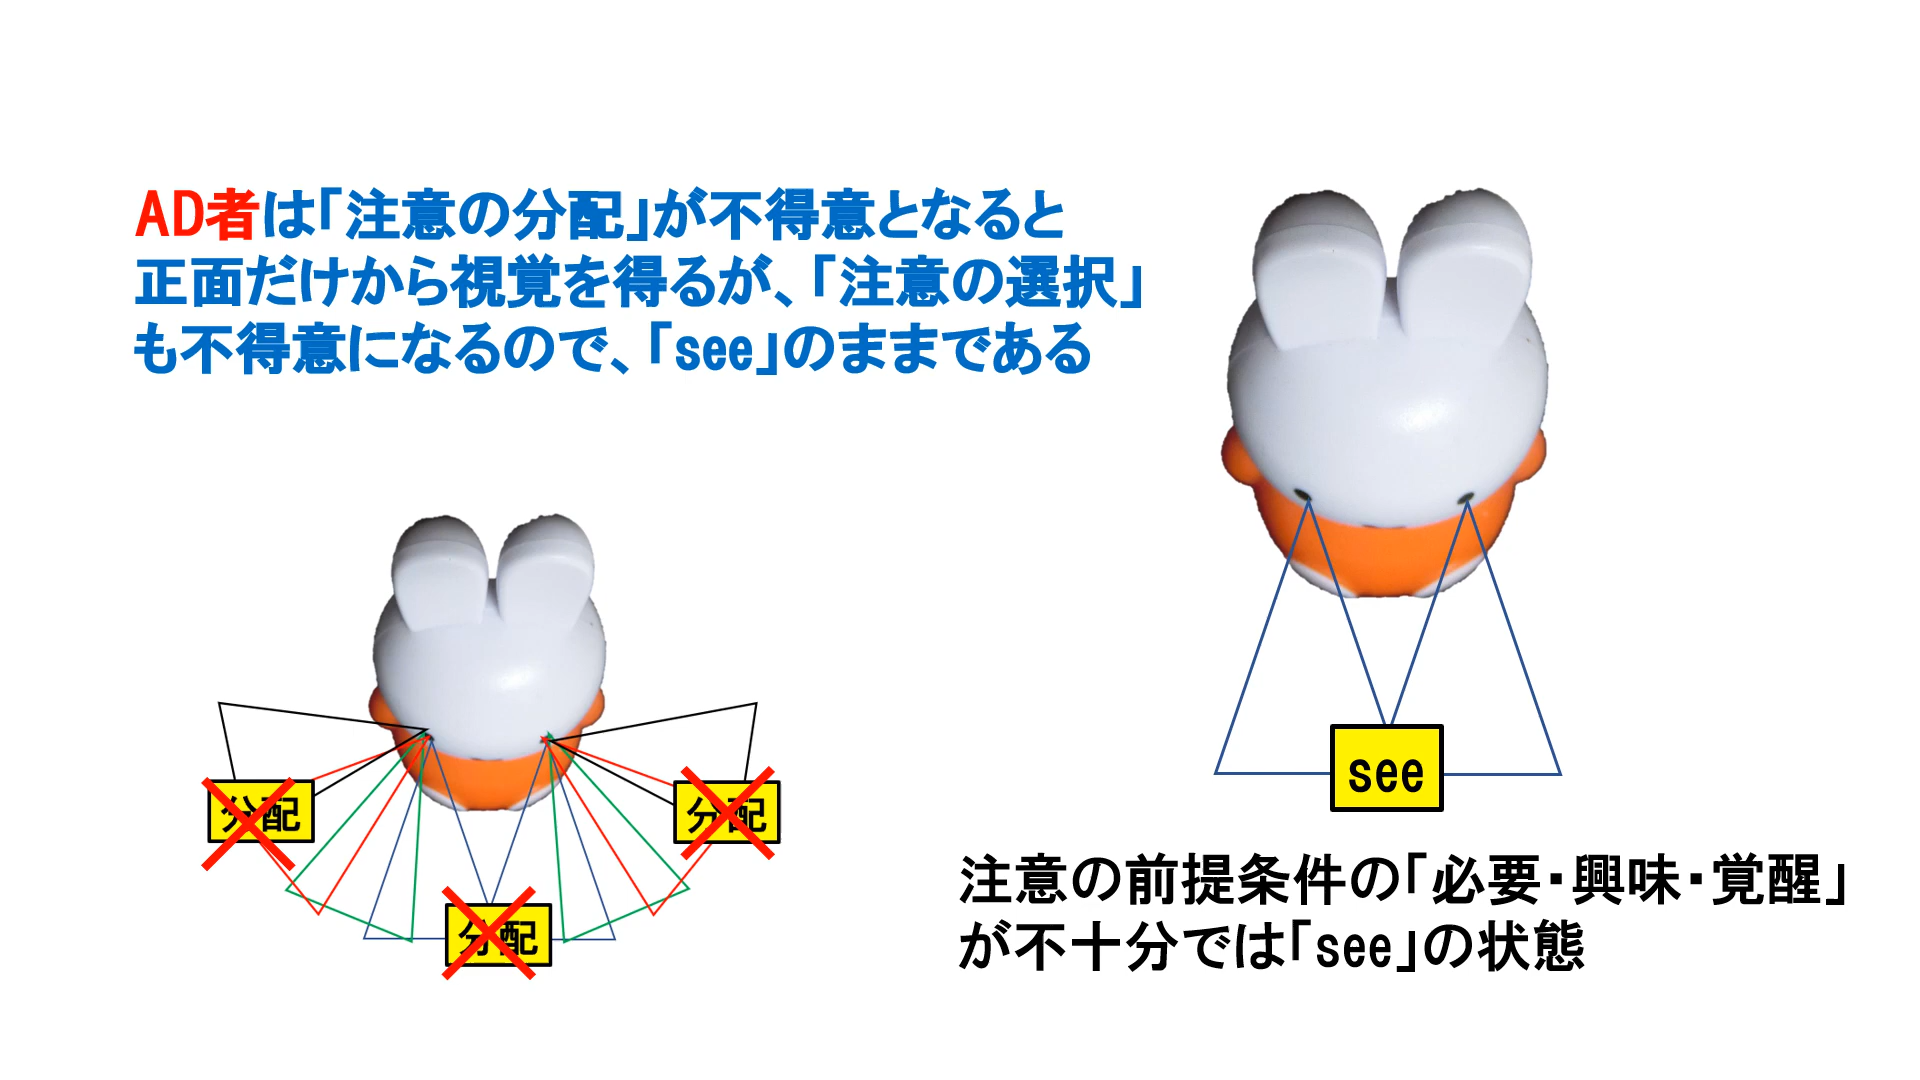 AD者は「注意の分配」が不得意となると
正面だけから視覚を得るが、「注意の選択」
も不得意になるので、「see」のままである
分配
分配
分配
see
注意の前提条件の「必要・興味・覚醒」
が不十分では「see」の状態